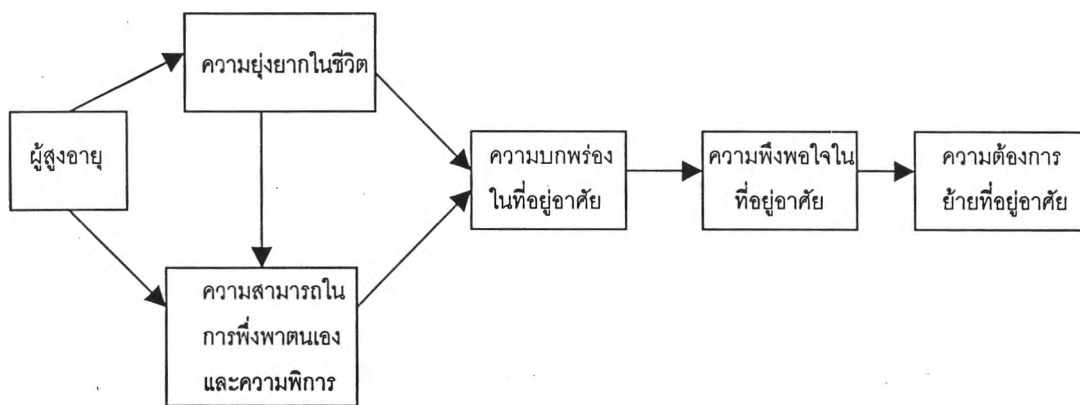 ความยุ่งยากในชีวิต
ผู้สูงอายุ
ความบกพร่อง
ในที่อยู่อาศัย
ความพึงพอใจใน
ที่อยู่อาศัย
ความต้องการ
ย้ายที่อยู่อาศัย
ความสามารถใน
การพึ่งพาตนเอง
และความพิการ